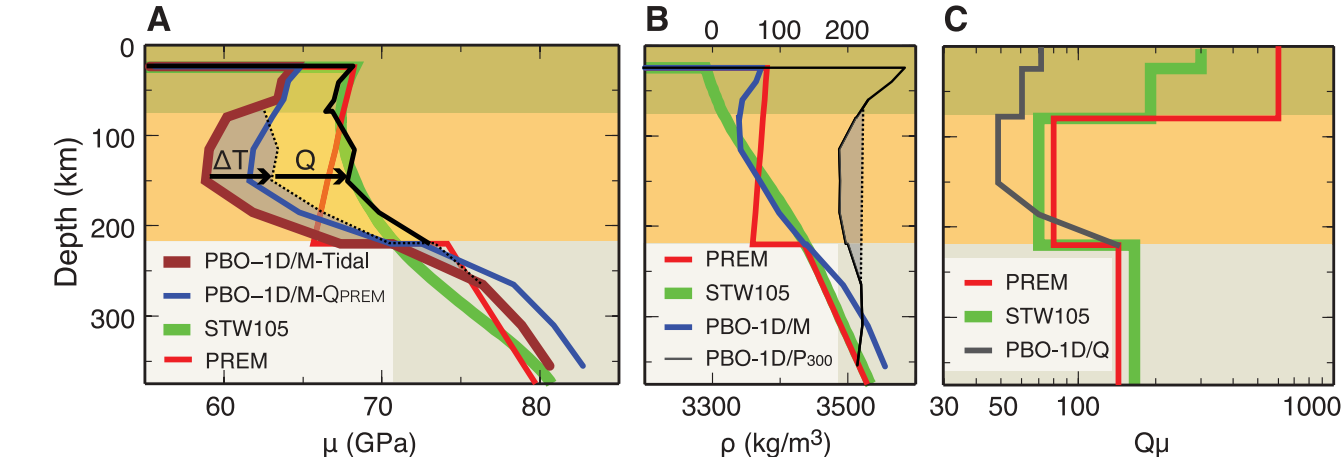 A
B
C
0 100 200
0
100
200
300
Depth (km)
ΔT Q
PBO–1D/M-Tidal
PBO–1D/M-QPREM
STW105
PREM
60 70 80
μ (GPa)
PREM
STW105
PBO-1D/M
PBO-1D/P300
3300 3500
ρ (kg/m³)
PREM
STW105
PBO-1D/Q
30 50 100 1000
Qμ